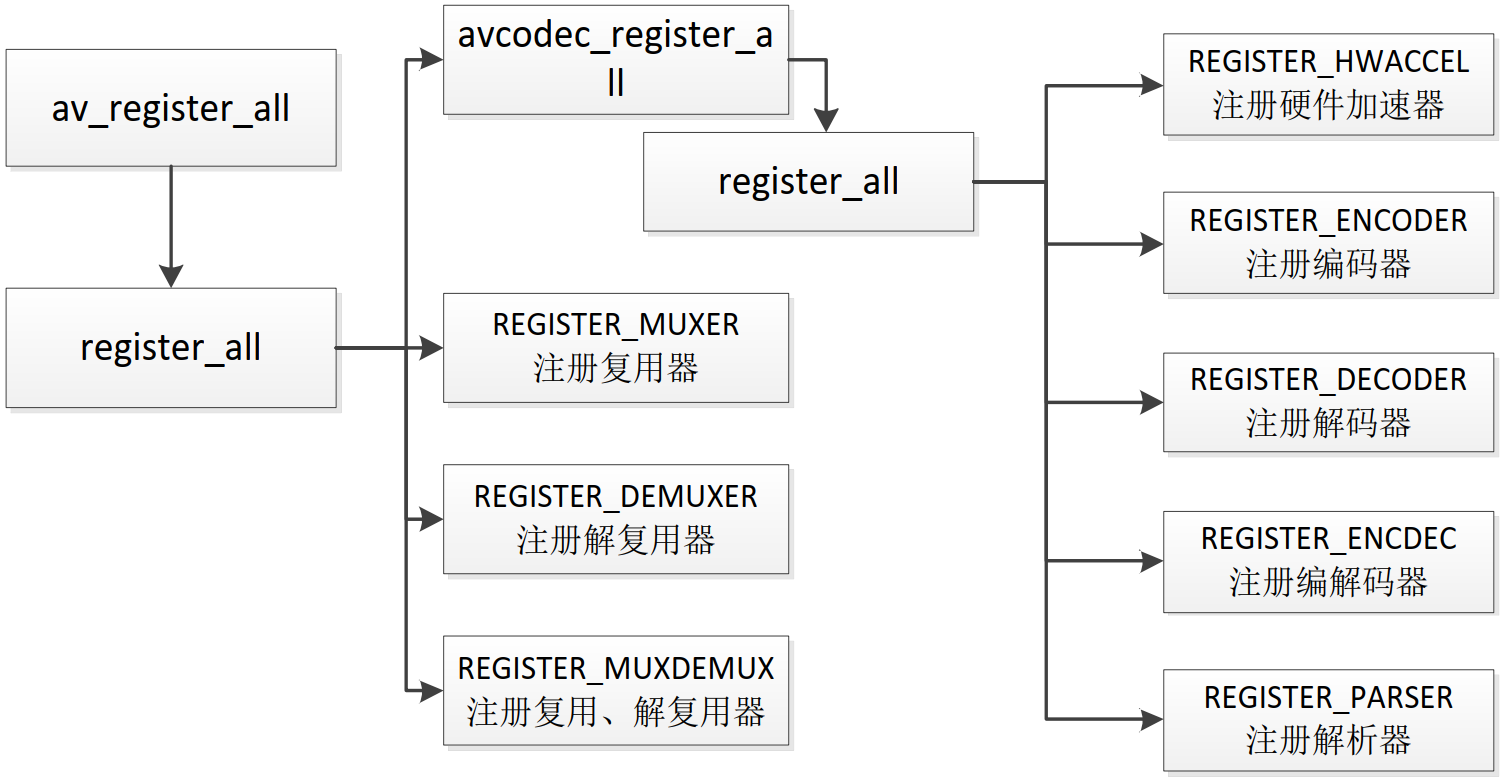 av_register_all
register_all
avcodec_register_a
ll
REGISTER_MUXER
注册复用器
REGISTER_DEMUXER
注册解复用器
REGISTER_MUXDEMUX
注册复用、解复用器
register_all
REGISTER_HWACCEL
注册硬件加速器
REGISTER_ENCODER
注册编码器
REGISTER_DECODER
注册解码器
REGISTER_ENCDEC
注册编解码器
REGISTER_PARSER
注册解析器